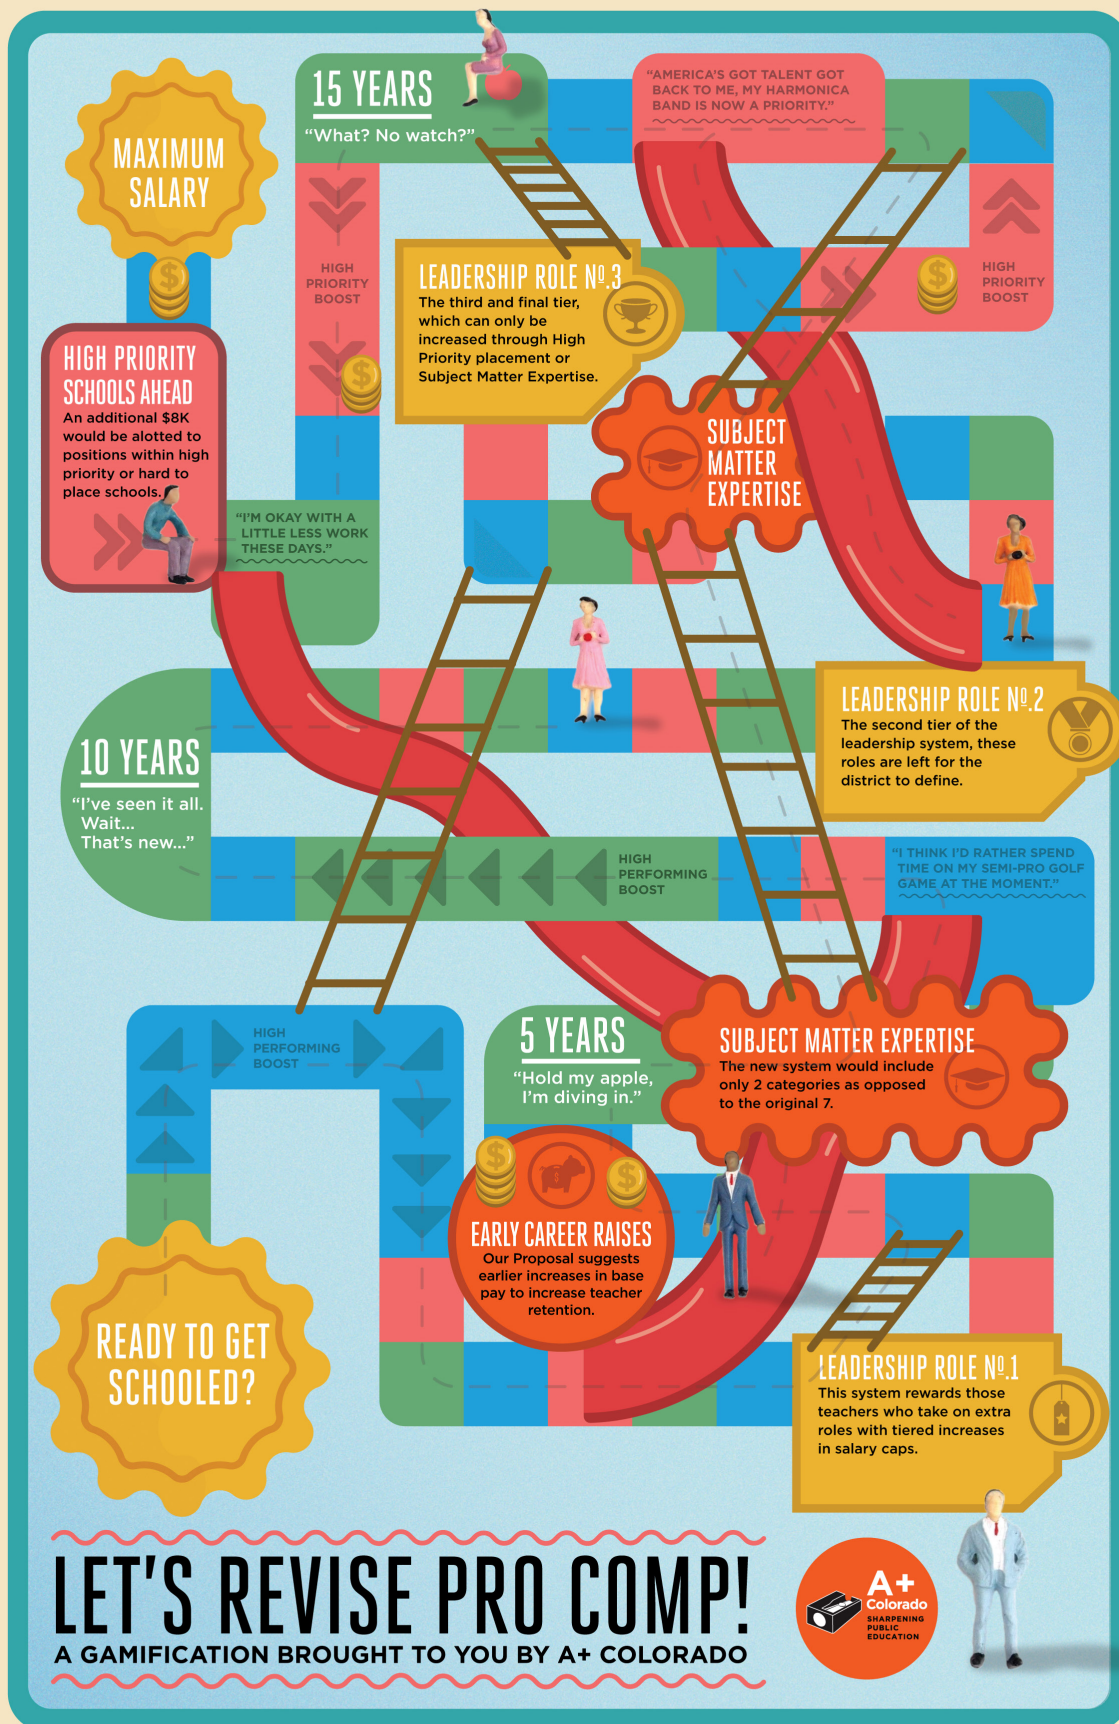 15 YEARS
"What? No watch?"
"AMERICA'S GOT TALENT GOT
BACK TO ME, MY HARMONICA
BAND IS NOW A PRIORITY."
MAXIMUM
SALARY
$
HIGH
PRIORITY
BOOST
$
LEADERSHIP ROLE Nº.3
The third and final tier,
which can only be
increased through High
Priority placement or
Subject Matter Expertise.
$
HIGH
PRIORITY
BOOST
HIGH PRIORITY
SCHOOLS AHEAD
An additional $8K
would be alotted to
positions within high
priority or hard to
place schools.
SUBJECT
MATTER
EXPERTISE
"I'M OKAY WITH A
LITTLE LESS WORK
THESE DAYS."
LEADERSHIP ROLE Nº.2
The second tier of the
leadership system, these
roles are left for the
district to define.
10 YEARS
"I've seen it all.
Wait...
That's new..."
HIGH
PERFORMING
BOOST
"I THINK I'D RATHER SPEND
TIME ON MY SEMI-PRO GOLF
GAME AT THE MOMENT."
HIGH
PERFORMING
BOOST
5 YEARS
"Hold my apple,
I'm diving in."
SUBJECT MATTER EXPERTISE
The new system would include
only 2 categories as opposed
to the original 7.
$
$
$
EARLY CAREER RAISES
Our Proposal suggests
earlier increases in base
pay to increase teacher
retention.
READY TO GET
SCHOOLED?
LEADERSHIP ROLE Nº.1
This system rewards those
teachers who take on extra
roles with tiered increases
in salary caps.
LET'S REVISE PRO COMP!
A GAMIFICATION BROUGHT TO YOU BY A+ COLORADO
A+
Colorado
SHARPENING
PUBLIC
EDUCATION